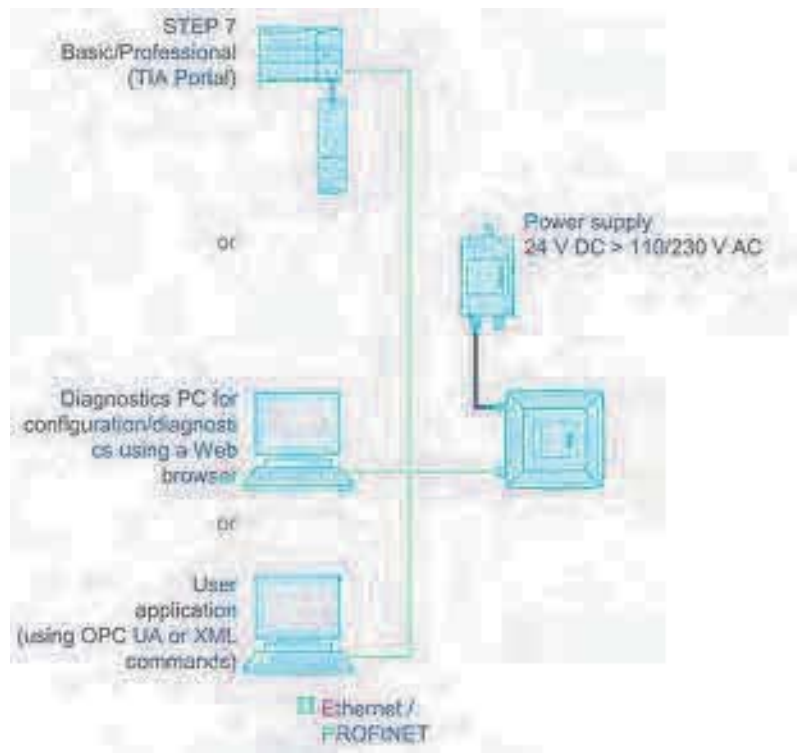 STEP 7
Basic/Professional
(TIA Portal)
or
Power supply
24 V DC > 110/230 V AC
Diagnostics PC for
configuration/diagnosti
cs using a Web
browser
or
User
application
(using OPC UA or XML
commands)
Ethernet /
PROFINET